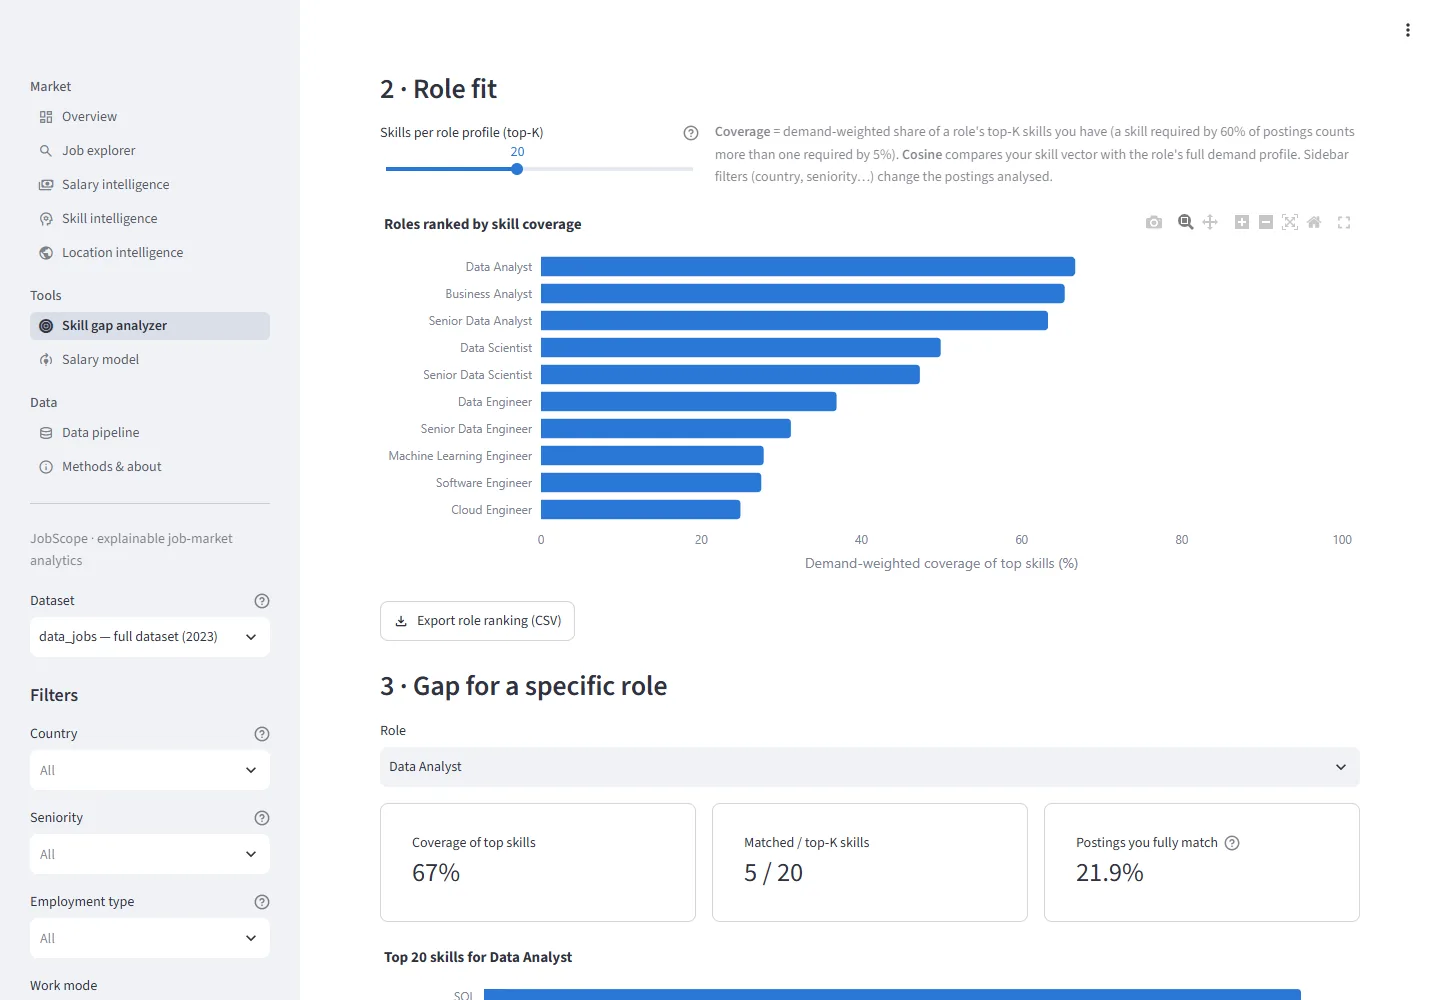 Market
Overview
Job explorer
Salary intelligence
Skill intelligence
Location intelligence
Tools
Skill gap analyzer
Salary model
Data
Data pipeline
Methods & about
JobScope · explainable job-market
analytics
Dataset
data_jobs — full dataset (2023)
Filters
Country
All
Seniority
All
Employment type
All
Work mode
2 · Role fit
Skills per role profile (top-K)
20
Coverage = demand-weighted share of a role's top-K skills you have (a skill required by 60% of postings counts
more than one required by 5%). Cosine compares your skill vector with the role's full demand profile. Sidebar
filters (country, seniority…) change the postings analysed.
Roles ranked by skill coverage
Data Analyst
Business Analyst
Senior Data Analyst
Data Scientist
Senior Data Scientist
Data Engineer
Senior Data Engineer
Machine Learning Engineer
Software Engineer
Cloud Engineer
0 20 40 60 80 100
Demand-weighted coverage of top skills (%)
Export role ranking (CSV)
3 · Gap for a specific role
Role
Data Analyst
Coverage of top skills
67%
Matched / top-K skills
5 / 20
Postings you fully match
21.9%
Top 20 skills for Data Analyst
SQL